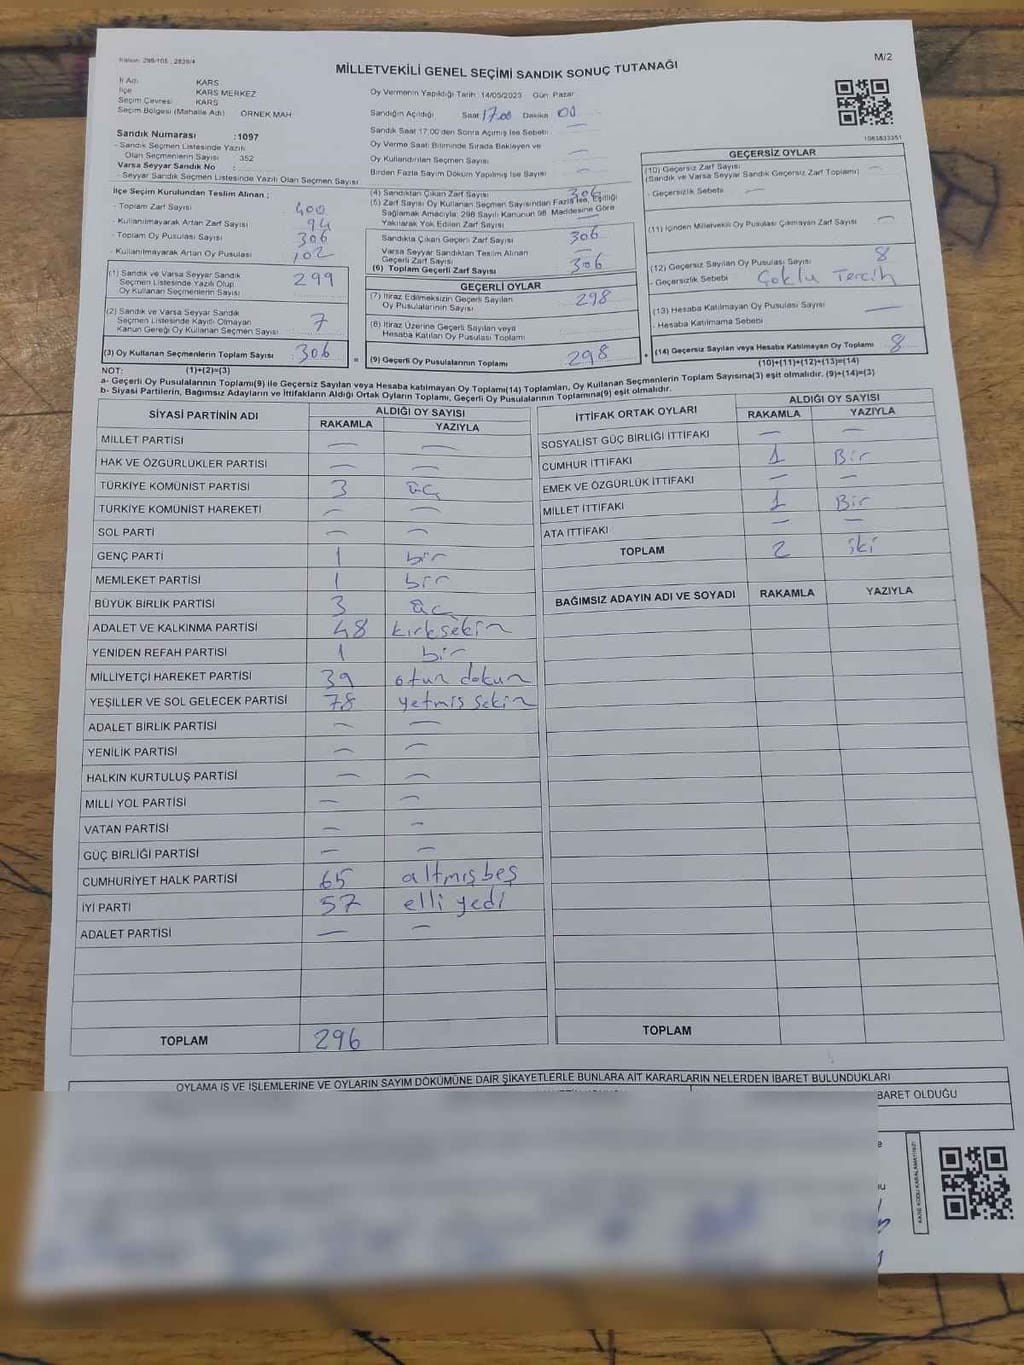 M/2
MİLLETVEKİLİ GENEL SEÇİMİ SANDIK SONUÇ TUTANAĞI
İl Adı KARS
İlçe KARS MERKEZ
Seçim Çevresi KARS
Seçim Bölgesi (Mahalle Adı) ÖRNEK MAH
Sandık Numarası :1097
- Sandık Seçmen Listesinde Yazılı
Olan Seçmenlerin Sayısı 352
Varsa Seyyar Sandık No :
- Seyyar Sandık Seçmen Listesinde Yazılı Olan Seçmen Sayısı
Oy Vermenin Yapıldığı Tarih :14/05/2023 Gün: Pazar
Sandığın Açıldığı Saat 17.00 Dakika 00
Sandık Saat 17:00'den Sonra Açılmış İse Sebebi
Oy Verme Saati Bitiminde Sırada Bekleyen ve
Oy Kullandırılan Seçmen Sayısı
Birden Fazla Sayım Döküm Yapılmış İse Sayısı
1083833351
İlçe Seçim Kurulundan Teslim Alınan ;
- Toplam Zarf Sayısı 400
- Kullanılmayarak Artan Zarf Sayısı 94
- Toplam Oy Pusulası Sayısı 306
- Kullanılmayarak Artan Oy Pusulası 102
(1) Sandık ve Varsa Seyyar Sandık
Seçmen Listesinde Yazılı Olup
Oy Kullanan Seçmenlerin Sayısı 299
(2) Sandık ve Varsa Seyyar Sandık
Seçmen Listesinde Kayıtlı Olmayan
Kanun Gereği Oy Kullanan Seçmen Sayısı 7
(3) Oy Kullanan Seçmenlerin Toplam Sayısı 306
(1)+(2)=(3)
(4) Sandıktan Çıkan Zarf Sayısı 306
(5) Zarf Sayısı Oy Kullanan Seçmen Sayısından Fazla İse, Eşitliği
Sağlamak Amacıyla; 298 Sayılı Kanunun 98. Maddesine Göre
Yakılarak Yok Edilen Zarf Sayısı
Sandıkta Çıkan Geçerli Zarf Sayısı 306
Varsa Seyyar Sandıktan Teslim Alınan
Geçerli Zarf Sayısı
(6) Toplam Geçerli Zarf Sayısı 306
GEÇERLİ OYLAR
(7) İtiraz Edilmeksizin Geçerli Sayılan
Oy Pusulalarının Sayısı 298
(8) İtiraz Üzerine Geçerli Sayılan veya
Hesaba Katılan Oy Pusulası Toplamı
= (9) Geçerli Oy Pusulalarının Toplamı 298 +
GEÇERSİZ OYLAR
(10) Geçersiz Zarf Sayısı
(Sandık ve Varsa Seyyar Sandık Geçersiz Zarf Toplamı)
- Geçersizlik Sebebi
(11) İçinden Milletvekili Oy Pusulası Çıkmayan Zarf Sayısı
(12) Geçersiz Sayılan Oy Pusulası Sayısı 8
- Geçersizlik Sebebi Çoklu Tercih
(13) Hesaba Katılmayan Oy Pusulası Sayısı
- Hesaba Katılmama Sebebi
(14) Geçersiz Sayılan veya Hesaba Katılmayan Oy Toplamı 8
(10)+(11)+(12)+(13)=(14)
NOT:
a- Geçerli Oy Pusulalarının Toplamı(9) ile Geçersiz Sayılan veya Hesaba katılmayan Oy Toplamı(14) Toplamları, Oy Kullanan Seçmenlerin Toplam Sayısına(3) eşit olmalıdır. (9)+(14)=(3)
b- Siyasi Partilerin, Bağımsız Adayların ve İttifakların Aldığı Ortak Oyların Toplamı, Geçerli Oy Pusulalarının Toplamına(9) eşit olmalıdır.
SİYASİ PARTİNİN ADI ALDIĞI OY SAYISI
RAKAMLA YAZIYLA
MİLLET PARTİSİ — —
HAK VE ÖZGÜRLÜKLER PARTİSİ — —
TÜRKİYE KOMÜNİST PARTİSİ 3 üç
TÜRKİYE KOMÜNİST HAREKETİ — —
SOL PARTİ — —
GENÇ PARTİ 1 bir
MEMLEKET PARTİSİ 1 bir
BÜYÜK BİRLİK PARTİSİ 3 üç
ADALET VE KALKINMA PARTİSİ 48 kırksekin
YENİDEN REFAH PARTİSİ 1 bir
MİLLİYETÇİ HAREKET PARTİSİ 39 otun dokun
YEŞİLLER VE SOL GELECEK PARTİSİ 78 yetmiş sekin
ADALET BİRLİK PARTİSİ — —
YENİLİK PARTİSİ — —
HALKIN KURTULUŞ PARTİSİ — —
MİLLİ YOL PARTİSİ — —
VATAN PARTİSİ — —
GÜÇ BİRLİĞİ PARTİSİ — —
CUMHURİYET HALK PARTİSİ 65 altmış beş
İYİ PARTİ 57 elli yedi
ADALET PARTİSİ — —
TOPLAM 296
İTTİFAK ORTAK OYLARI ALDIĞI OY SAYISI
RAKAMLA YAZIYLA
SOSYALİST GÜÇ BİRLİĞİ İTTİFAKI — —
CUMHUR İTTİFAKI 1 Bir
EMEK VE ÖZGÜRLÜK İTTİFAKI — —
MİLLET İTTİFAKI 1 Bir
ATA İTTİFAKI — —
TOPLAM 2 iki
BAĞIMSIZ ADAYIN ADI VE SOYADI RAKAMLA YAZIYLA
TOPLAM
OYLAMA İŞ VE İŞLEMLERİNE VE OYLARIN SAYIM DÖKÜMÜNE DAİR ŞİKAYETLERLE BUNLARA AİT KARARLARIN NELERDEN İBARET BULUNDUKLARI
BARET OLDUĞU
KARE KODU KARALAMAYINIZ!